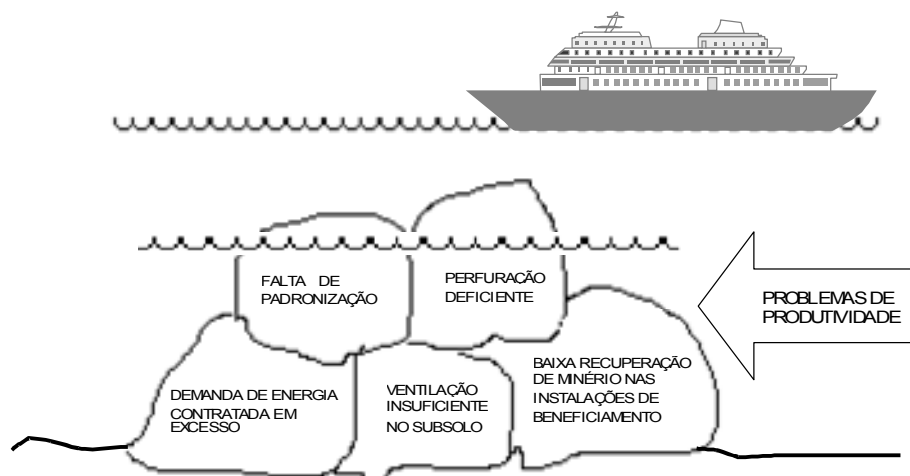 FALTA DE
PADRONIZAÇÃO
PERFURAÇÃO
DEFICIENTE
PROBLEMAS DE
PRODUTIVIDADE
DEMANDA DE ENERGIA
CONTRATADA EM
EXCESSO
VENTILAÇÃO
INSUFICIENTE
NO SUBSOLO
BAIXA RECUPERAÇÃO
DE MINÉRIO NAS
INSTALAÇÕES DE
BENEFICIAMENTO